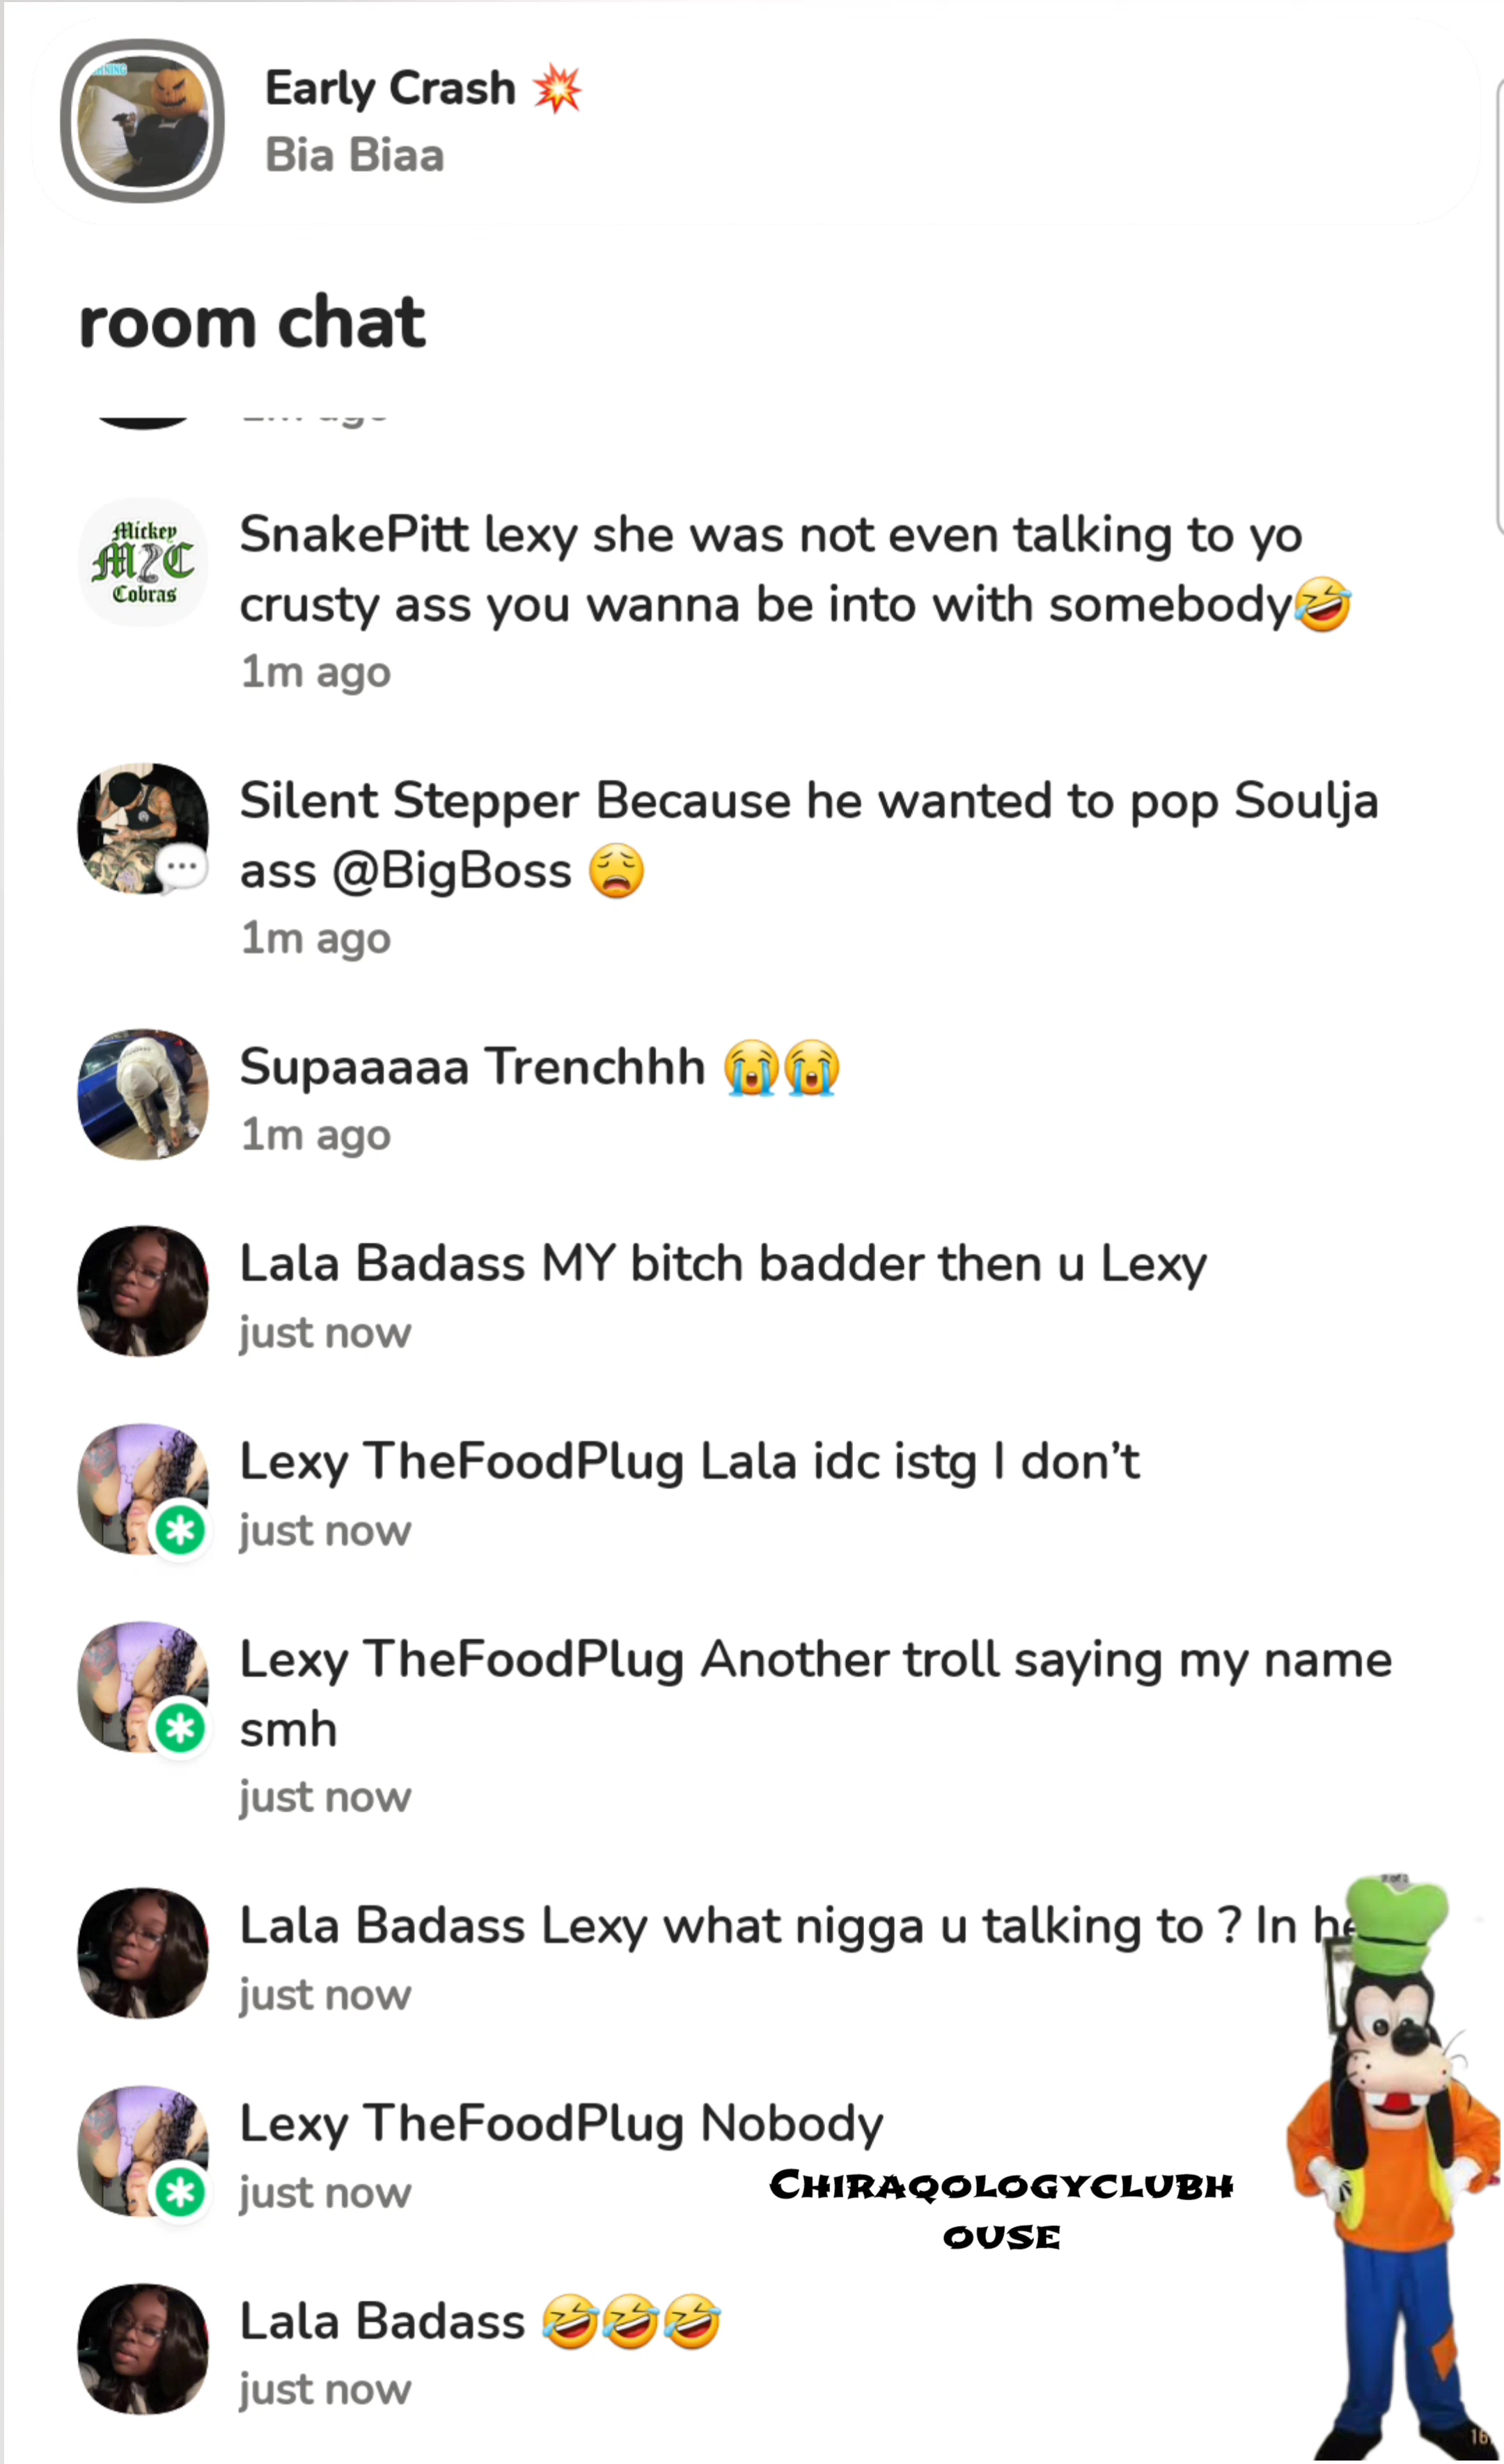 Early Crash 💥
Bia Biaa
room chat
Mickey
Cobras
SnakePitt lexy she was not even talking to yo
crusty ass you wanna be into with somebody🤣
1m ago
Silent Stepper Because he wanted to pop Soulja
ass @BigBoss 😩
1m ago
Supaaaaa Trenchhh 😭😭
1m ago
Lala Badass MY bitch badder then u Lexy
just now
Lexy TheFoodPlug Lala idc istg I don’t
just now
Lexy TheFoodPlug Another troll saying my name
smh
just now
Lala Badass Lexy what nigga u talking to ? In
just now
Lexy TheFoodPlug Nobody
just now
CHIRAQOLOGYCLUBH
OUSE
Lala Badass 🤣🤣🤣
just now